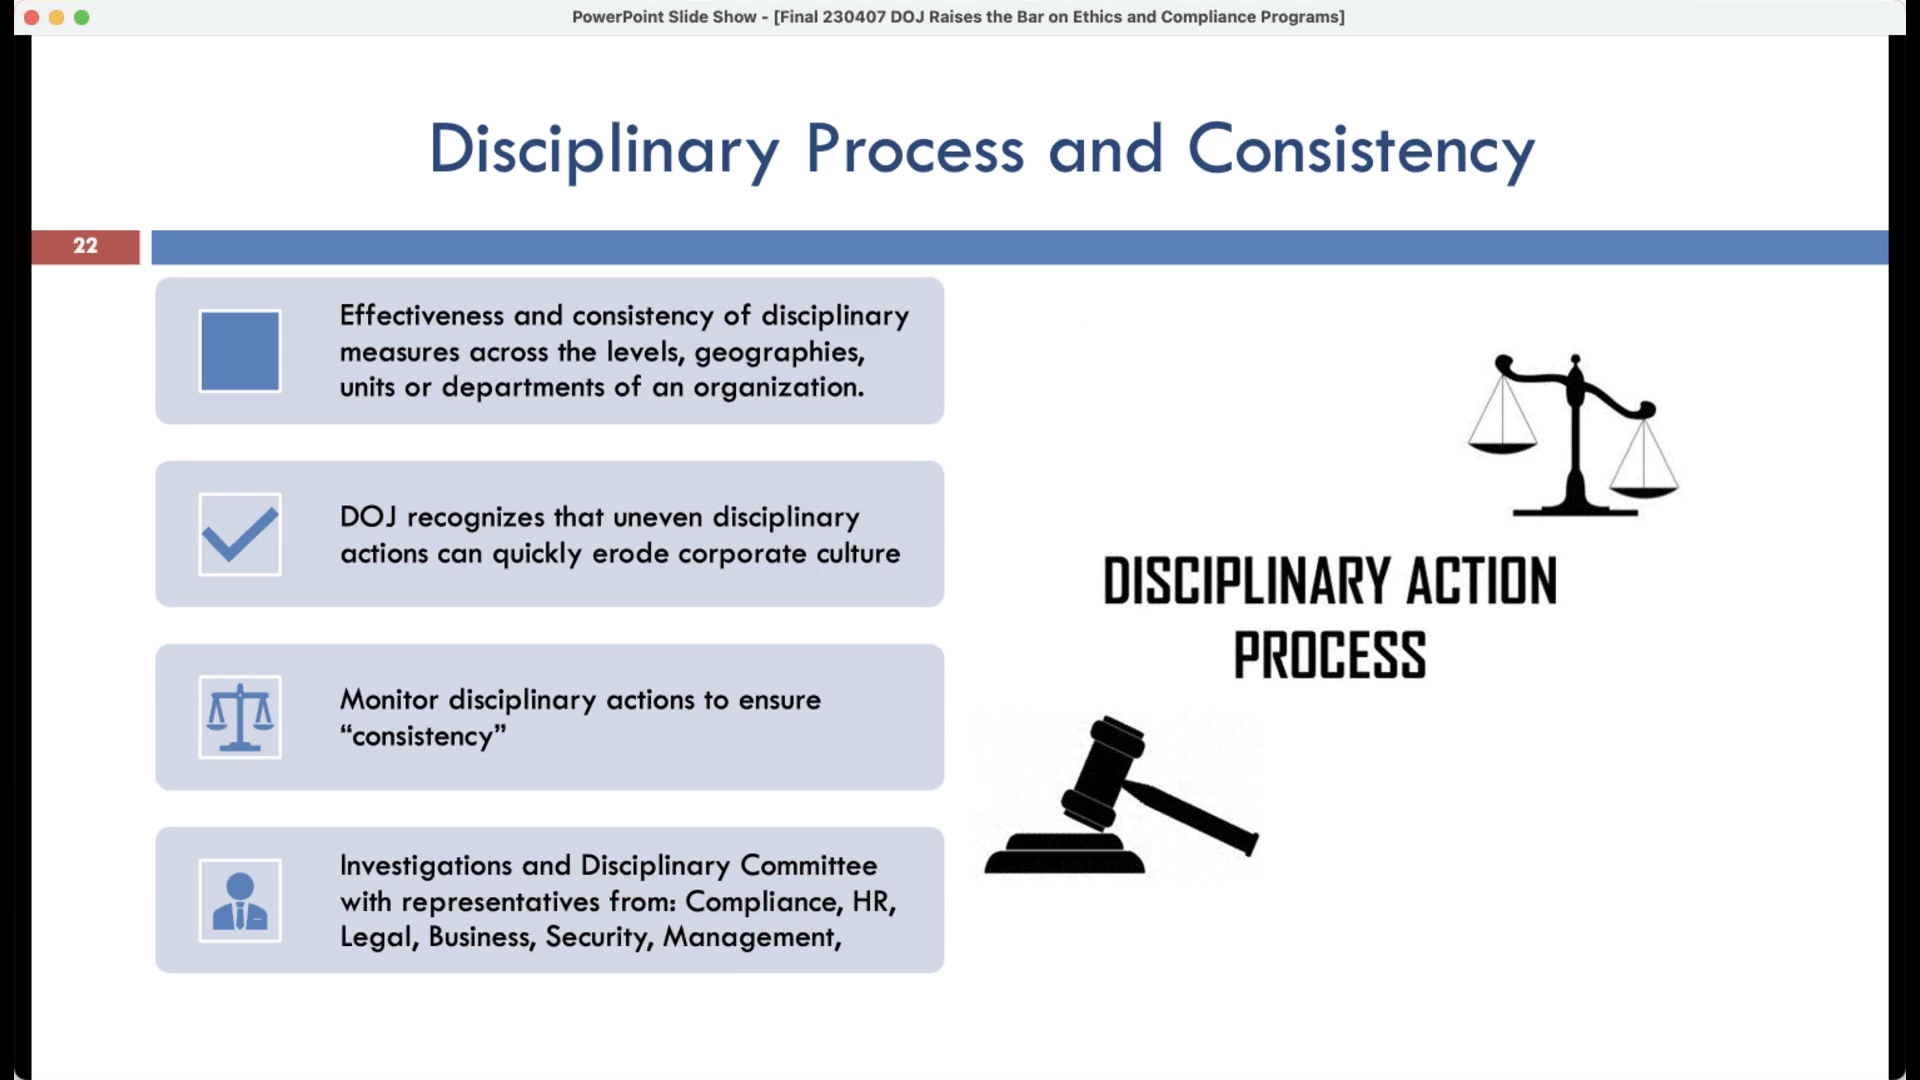 PowerPoint Slide Show - [Final 230407 DOJ Raises the Bar on Ethics and Compliance Programs]
Disciplinary Process and Consistency
22
Effectiveness and consistency of disciplinary
measures across the levels, geographies,
units or departments of an organization.
DOJ recognizes that uneven disciplinary
actions can quickly erode corporate culture
Monitor disciplinary actions to ensure
“consistency”
Investigations and Disciplinary Committee
with representatives from: Compliance, HR,
Legal, Business, Security, Management,
DISCIPLINARY ACTION
PROCESS